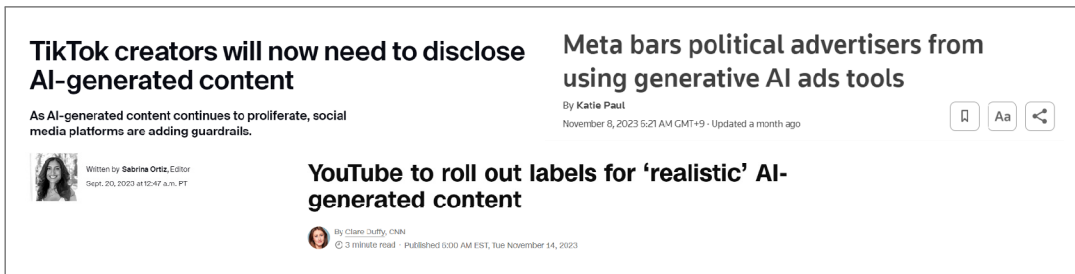 TikTok creators will now need to disclose
AI-generated content
As AI-generated content continues to proliferate, social
media platforms are adding guardrails.
Written by Sabrina Ortiz, Editor
Sept. 20, 2023 at 12:47 a.m. PT
Meta bars political advertisers from
using generative AI ads tools
By Katie Paul
November 8, 2023 6:21 AM GMT+9 · Updated a month ago
Aa
YouTube to roll out labels for ‘realistic’ AI-
generated content
By Clare Duffy, CNN
3 minute read · Published 6:00 AM EST, Tue November 14, 2023